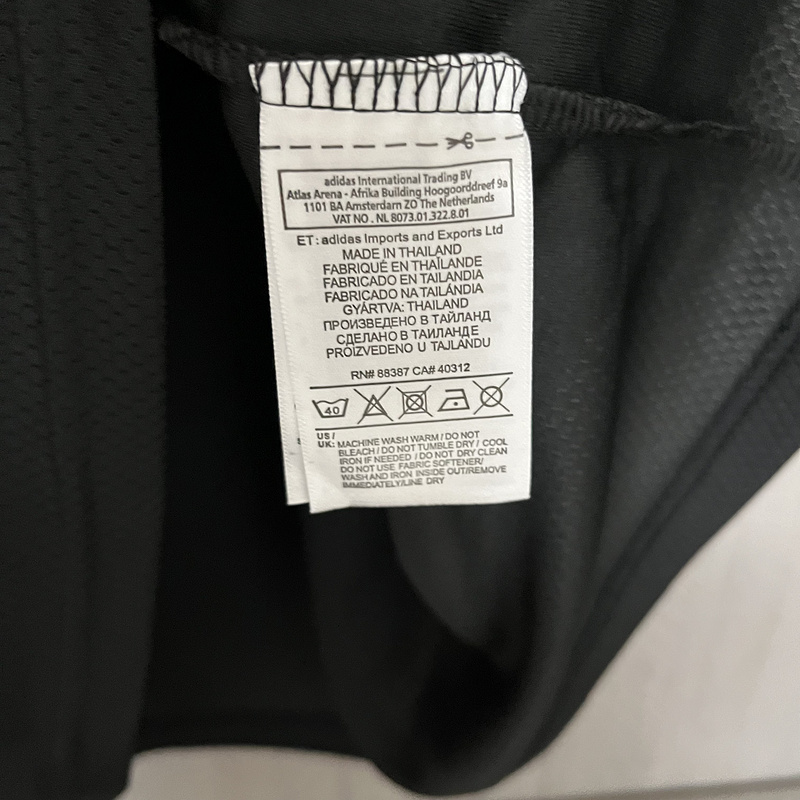 adidas International Trading BV
Atlas Arena - Afrika Building Hoogoorddreef 9a
1101 BA Amsterdam ZO The Netherlands
VAT NO . NL 8073.01.322.8.01
ET: adidas Imports and Exports Ltd
MADE IN THAILAND
FABRIQUÉ EN THAÏLANDE
FABRICADO EN TAILANDIA
FABRICADO NA TAILÂNDIA
GYÁRTVA: THAILAND
ПРОИЗВЕДЕНО В ТАЙЛАНД
СДЕЛАНО В ТАИЛАНДЕ
PROIZVEDENO U TAJLANDU
RN# 88387 CA# 40312
40
US /
UK: MACHINE WASH WARM / DO NOT
BLEACH / DO NOT TUMBLE DRY / COOL
IRON IF NEEDED / DO NOT DRY CLEAN
DO NOT USE FABRIC SOFTENER/
WASH AND IRON INSIDE OUT/REMOVE
IMMEDIATELY/LINE DRY